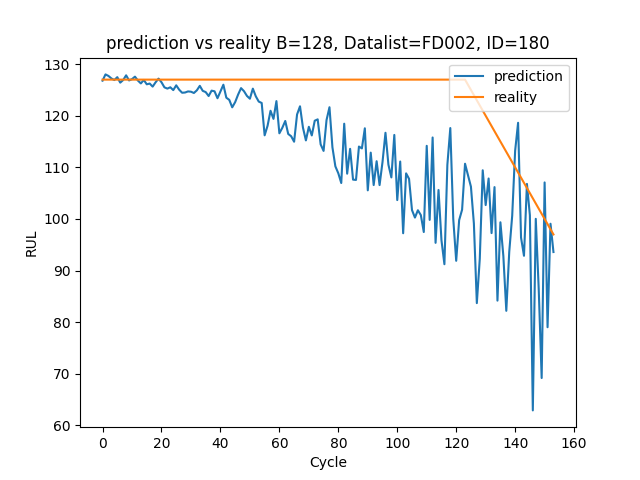 prediction vs reality B=128, Datalist=FD002, ID=180
prediction
reality
RUL
130
120
110
100
90
80
70
60
0 20 40 60 80 100 120 140 160
Cycle